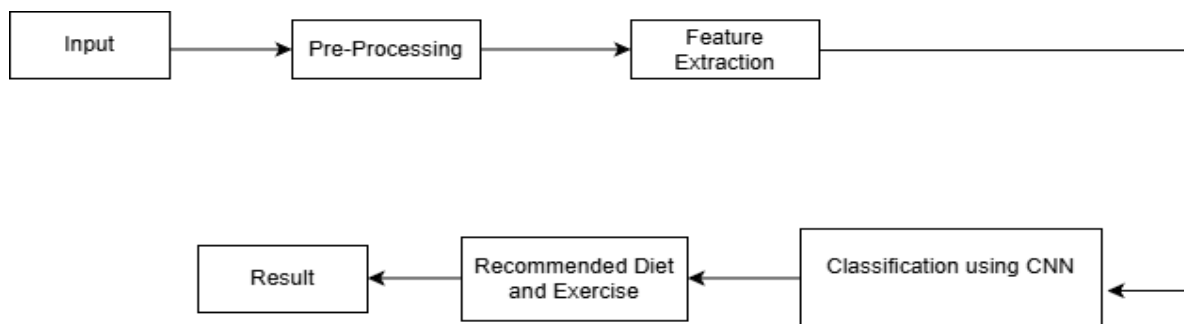 Input
Pre-Processing
Feature
Extraction
Classification using CNN
Recommended Diet
and Exercise
Result